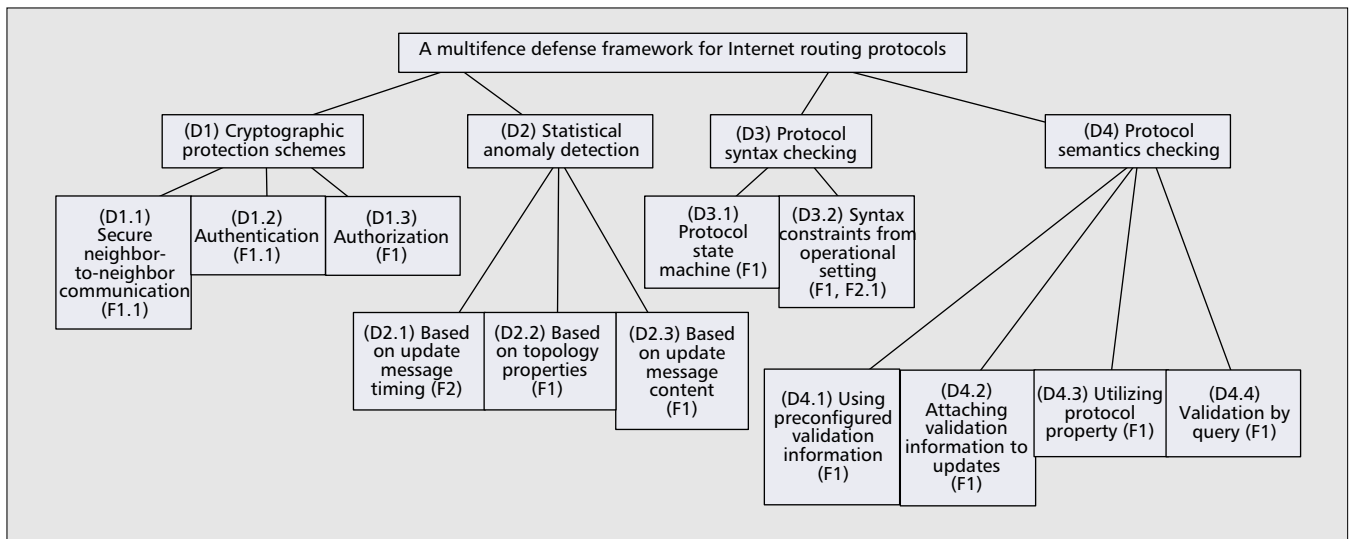 A multifence defense framework for Internet routing protocols
(D1) Cryptographic
protection schemes
(D2) Statistical
anomaly detection
(D3) Protocol
syntax checking
(D4) Protocol
semantics checking
(D1.1)
Secure
neighbor-
to-neighbor
communication
(F1.1)
(D1.2)
Authentication
(F1.1)
(D1.3)
Authorization
(F1)
(D3.1)
Protocol
state
machine (F1)
(D3.2) Syntax
constraints from
operational
setting
(F1, F2.1)
(D2.1) Based
on update
message
timing (F2)
(D2.2) Based
on topology
properties
(F1)
(D2.3) Based
on update
message
content
(F1)
(D4.1) Using
preconfigured
validation
information
(F1)
(D4.2)
Attaching
validation
information to
updates
(F1)
(D4.3) Utilizing
protocol
property (F1)
(D4.4)
Validation by
query (F1)